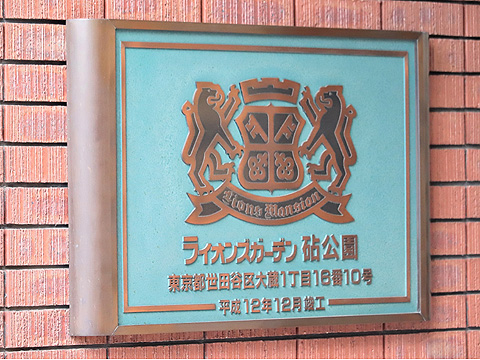 Lions Mansion
ライオンズガーデン 砧公園
東京都世田谷区大蔵1丁目16番10号
平成12年12月竣工